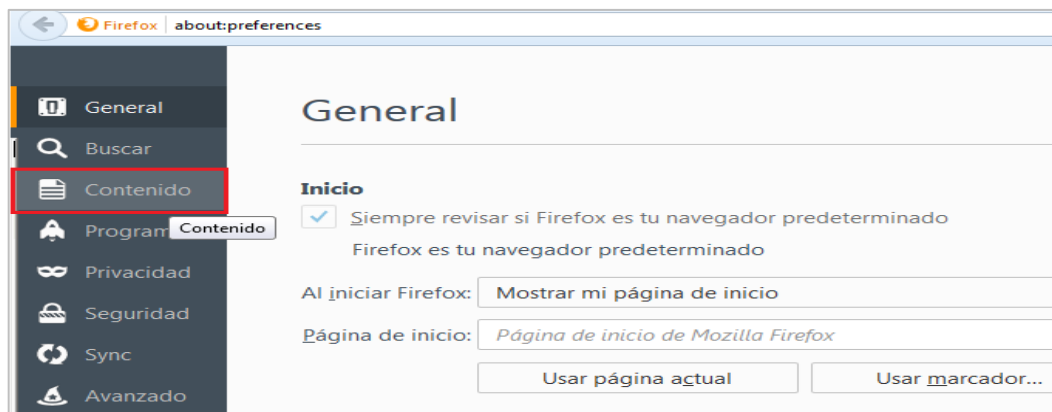 Firefox about:preferences
General
Buscar
Contenido
Program
Contenido
Privacidad
Seguridad
Sync
Avanzado
General
Inicio
Siempre revisar si Firefox es tu navegador predeterminado
Firefox es tu navegador predeterminado
Al iniciar Firefox: Mostrar mi página de inicio
Página de inicio: Página de inicio de Mozilla Firefox
Usar página actual Usar marcador...